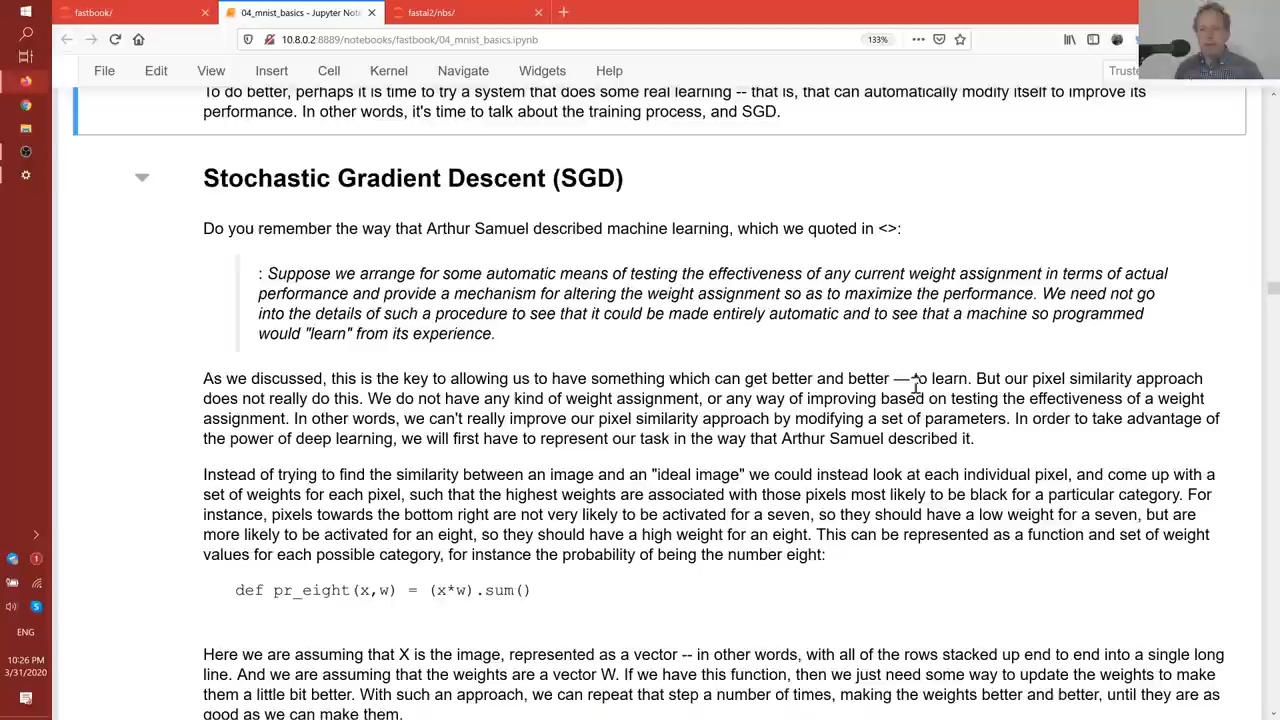 fastbook/
04_mnist_basics - Jupyter Not
fastai2/nbs/
10.8.0.2:8889/notebooks/fastbook/04_mnist_basics.ipynb
133%
File Edit View Insert Cell Kernel Navigate Widgets Help
Truste
To do better, perhaps it is time to try a system that does some real learning -- that is, that can automatically modify itself to improve its
performance. In other words, it's time to talk about the training process, and SGD.
Stochastic Gradient Descent (SGD)
Do you remember the way that Arthur Samuel described machine learning, which we quoted in <>:
: Suppose we arrange for some automatic means of testing the effectiveness of any current weight assignment in terms of actual
performance and provide a mechanism for altering the weight assignment so as to maximize the performance. We need not go
into the details of such a procedure to see that it could be made entirely automatic and to see that a machine so programmed
would "learn" from its experience.
As we discussed, this is the key to allowing us to have something which can get better and better — to learn. But our pixel similarity approach
does not really do this. We do not have any kind of weight assignment, or any way of improving based on testing the effectiveness of a weight
assignment. In other words, we can't really improve our pixel similarity approach by modifying a set of parameters. In order to take advantage of
the power of deep learning, we will first have to represent our task in the way that Arthur Samuel described it.
Instead of trying to find the similarity between an image and an "ideal image" we could instead look at each individual pixel, and come up with a
set of weights for each pixel, such that the highest weights are associated with those pixels most likely to be black for a particular category. For
instance, pixels towards the bottom right are not very likely to be activated for a seven, so they should have a low weight for a seven, but are
more likely to be activated for an eight, so they should have a high weight for an eight. This can be represented as a function and set of weight
values for each possible category, for instance the probability of being the number eight:
def pr_eight(x,w) = (x*w).sum()
Here we are assuming that X is the image, represented as a vector -- in other words, with all of the rows stacked up end to end into a single long
line. And we are assuming that the weights are a vector W. If we have this function, then we just need some way to update the weights to make
them a little bit better. With such an approach, we can repeat that step a number of times, making the weights better and better, until they are as
good as we can make them.
1
ENG
10:26 PM
3/31/2020